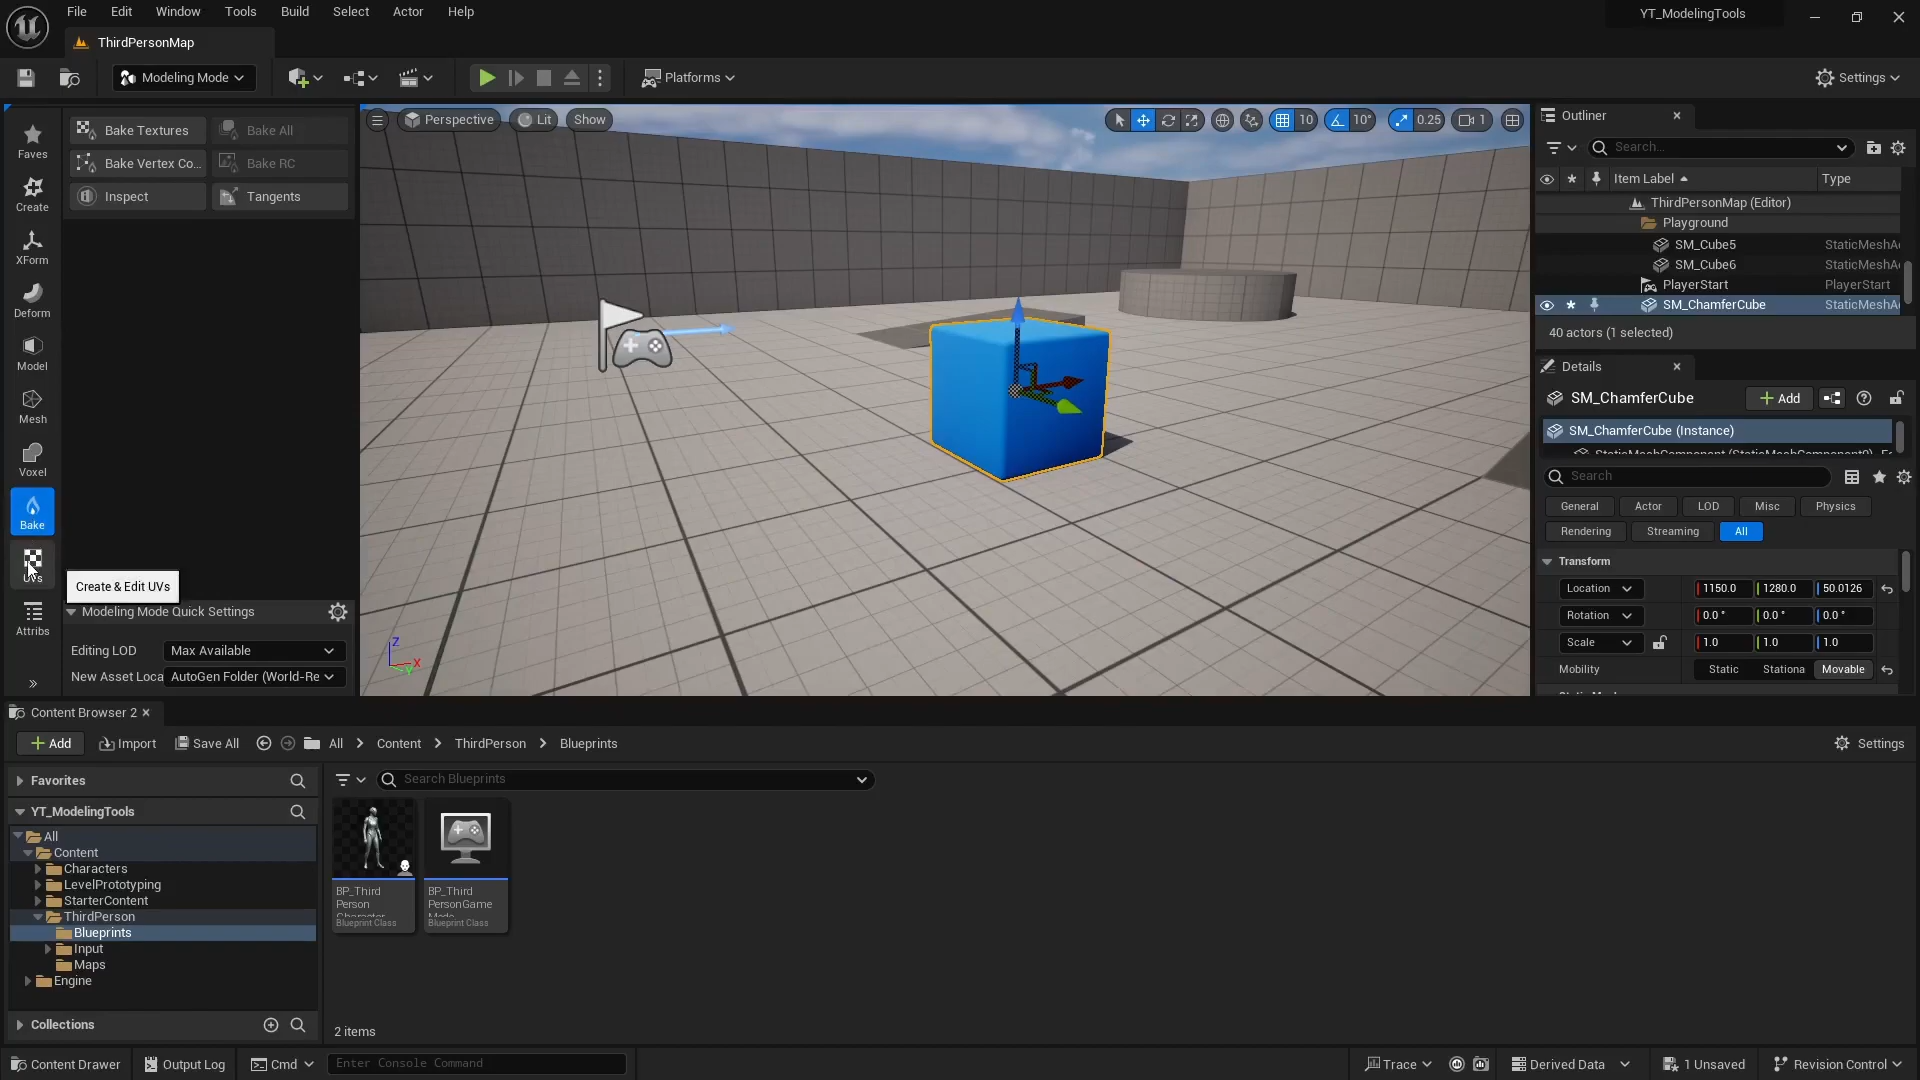 File Edit Window Tools Build Select Actor Help
YT_ModelingTools
ThirdPersonMap
Modeling Mode
Platforms
Settings
Faves
Create
XForm
Deform
Model
Mesh
Voxel
Bake
UVs
Attribs
Bake Textures
Bake All
Bake Vertex Co...
Bake RC
Inspect
Tangents
Create & Edit UVs
Modeling Mode Quick Settings
Editing LOD
Max Available
New Asset Loca
AutoGen Folder (World-Re
Perspective
Lit
Show
10
10°
0.25
1
Z
X
Outliner
Search...
Item Label
Type
ThirdPersonMap (Editor)
Playground
SM_Cube5 StaticMeshA
SM_Cube6 StaticMeshA
PlayerStart PlayerStart
SM_ChamferCube StaticMeshA
40 actors (1 selected)
Details
SM_ChamferCube
Add
SM_ChamferCube (Instance)
StaticMeshComponent (StaticMeshComponent0)
Search
General Actor LOD Misc Physics
Rendering Streaming All
Transform
Location 1150.0 1280.0 50.0126
Rotation 0.0° 0.0° 0.0°
Scale 1.0 1.0 1.0
Mobility Static Stationa Movable
Content Browser 2
Add
Import
Save All
All
Content
ThirdPerson
Blueprints
Settings
Favorites
YT_ModelingTools
All
Content
Characters
LevelPrototyping
StarterContent
ThirdPerson
Blueprints
Input
Maps
Engine
Collections
Search Blueprints
BP_Third
Person
Character
Blueprint Class
BP_Third
PersonGame
Mode
Blueprint Class
2 items
Content Drawer
Output Log
Cmd
Enter Console Command
Trace
Derived Data
1 Unsaved
Revision Control